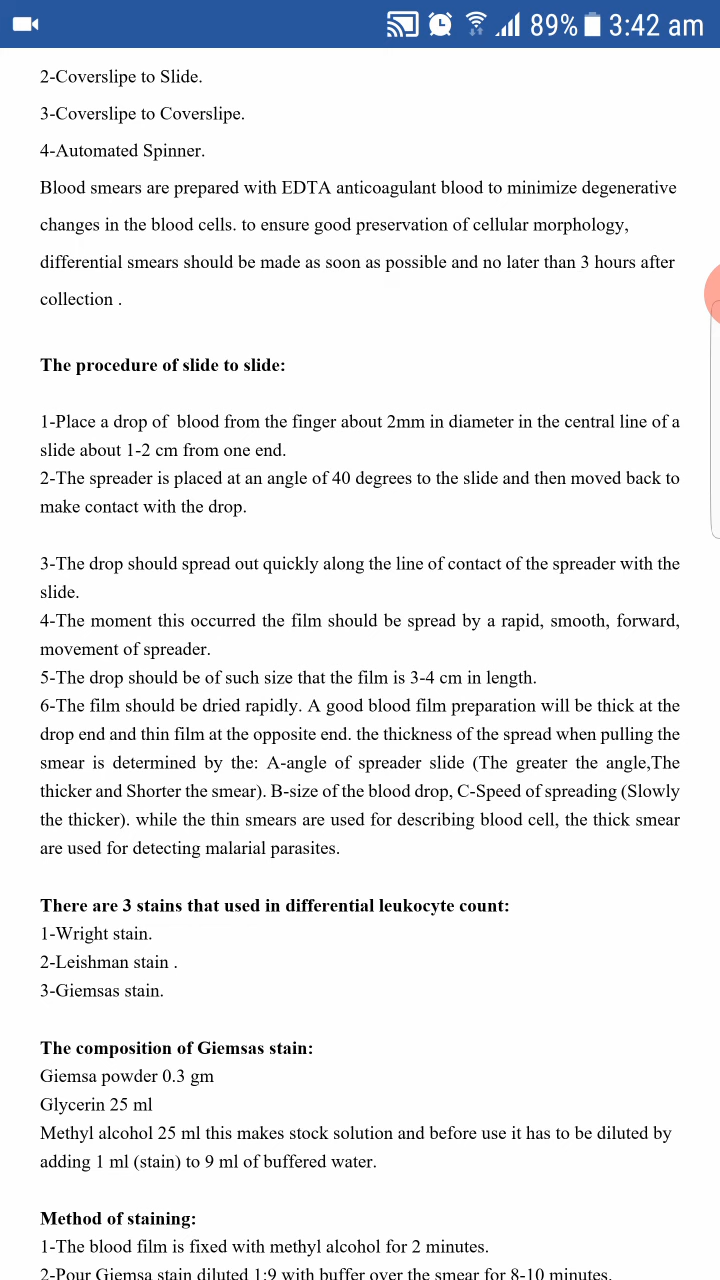 89% 3:42 am
2-Coverslipe to Slide.
3-Coverslipe to Coverslipe.
4-Automated Spinner.
Blood smears are prepared with EDTA anticoagulant blood to minimize degenerative
changes in the blood cells. to ensure good preservation of cellular morphology,
differential smears should be made as soon as possible and no later than 3 hours after
collection .
The procedure of slide to slide:
1-Place a drop of  blood from the finger about 2mm in diameter in the central line of a
slide about 1-2 cm from one end.
2-The spreader is placed at an angle of 40 degrees to the slide and then moved back to
make contact with the drop.
3-The drop should spread out quickly along the line of contact of the spreader with the
slide.
4-The moment this occurred the film should be spread by a rapid, smooth, forward,
movement of spreader.
5-The drop should be of such size that the film is 3-4 cm in length.
6-The film should be dried rapidly. A good blood film preparation will be thick at the
drop end and thin film at the opposite end. the thickness of the spread when pulling the
smear is determined by the: A-angle of spreader slide (The greater the angle,The
thicker and Shorter the smear). B-size of the blood drop, C-Speed of spreading (Slowly
the thicker). while the thin smears are used for describing blood cell, the thick smear
are used for detecting malarial parasites.
There are 3 stains that used in differential leukocyte count:
1-Wright stain.
2-Leishman stain .
3-Giemsas stain.
The composition of Giemsas stain:
Giemsa powder 0.3 gm
Glycerin 25 ml
Methyl alcohol 25 ml this makes stock solution and before use it has to be diluted by
adding 1 ml (stain) to 9 ml of buffered water.
Method of staining:
1-The blood film is fixed with methyl alcohol for 2 minutes.
2-Pour Giemsa stain diluted 1:9 with buffer over the smear for 8-10 minutes.